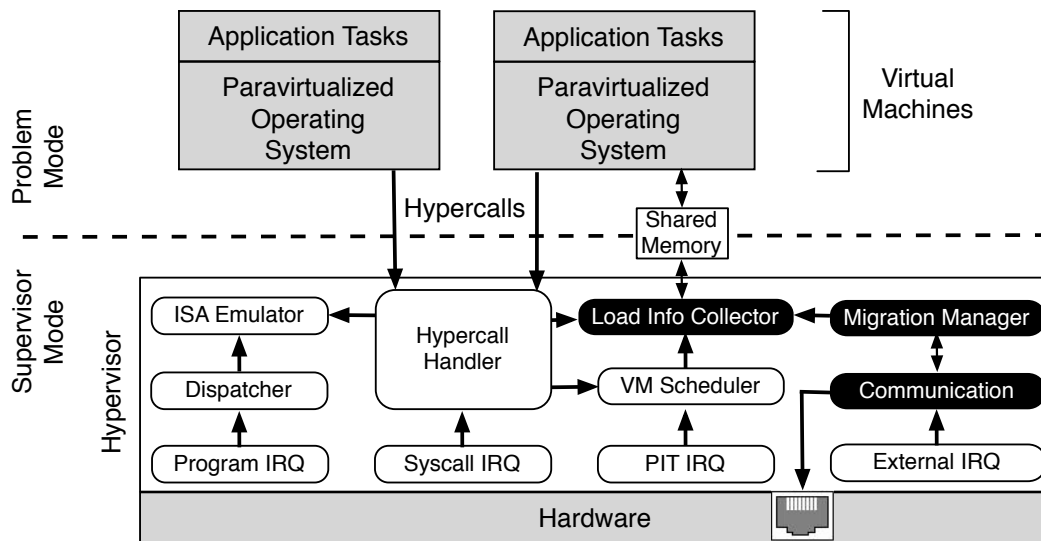 Application Tasks
Paravirtualized
Operating
System
Application Tasks
Paravirtualized
Operating
System
Virtual
Machines
Problem
Mode
Hypercalls
Shared
Memory
Supervisor
Mode
Hypervisor
ISA Emulator
Hypercall
Handler
Load Info Collector
Migration Manager
Dispatcher
VM Scheduler
Communication
Program IRQ
Syscall IRQ
PIT IRQ
External IRQ
Hardware